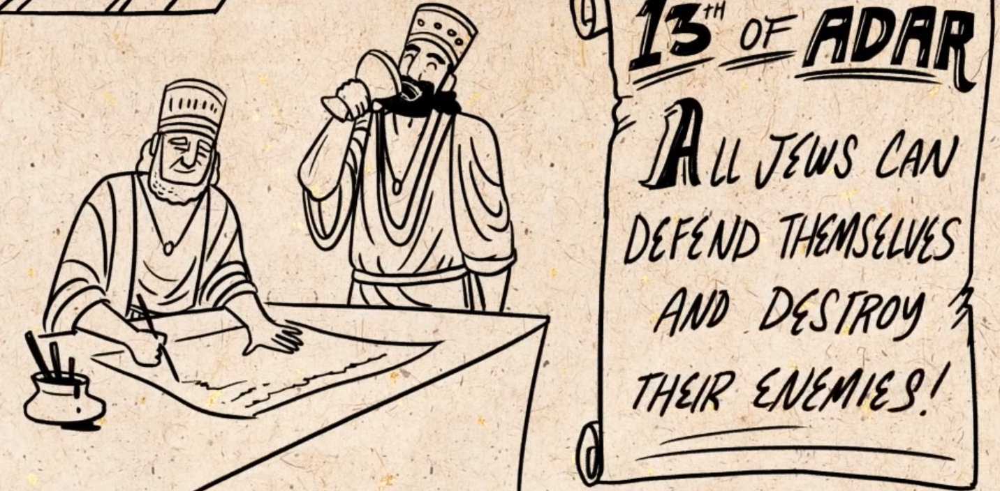 13TH OF ADAR
ALL JEWS CAN
DEFEND THEMSELVES
AND DESTROY
THEIR ENEMIES!